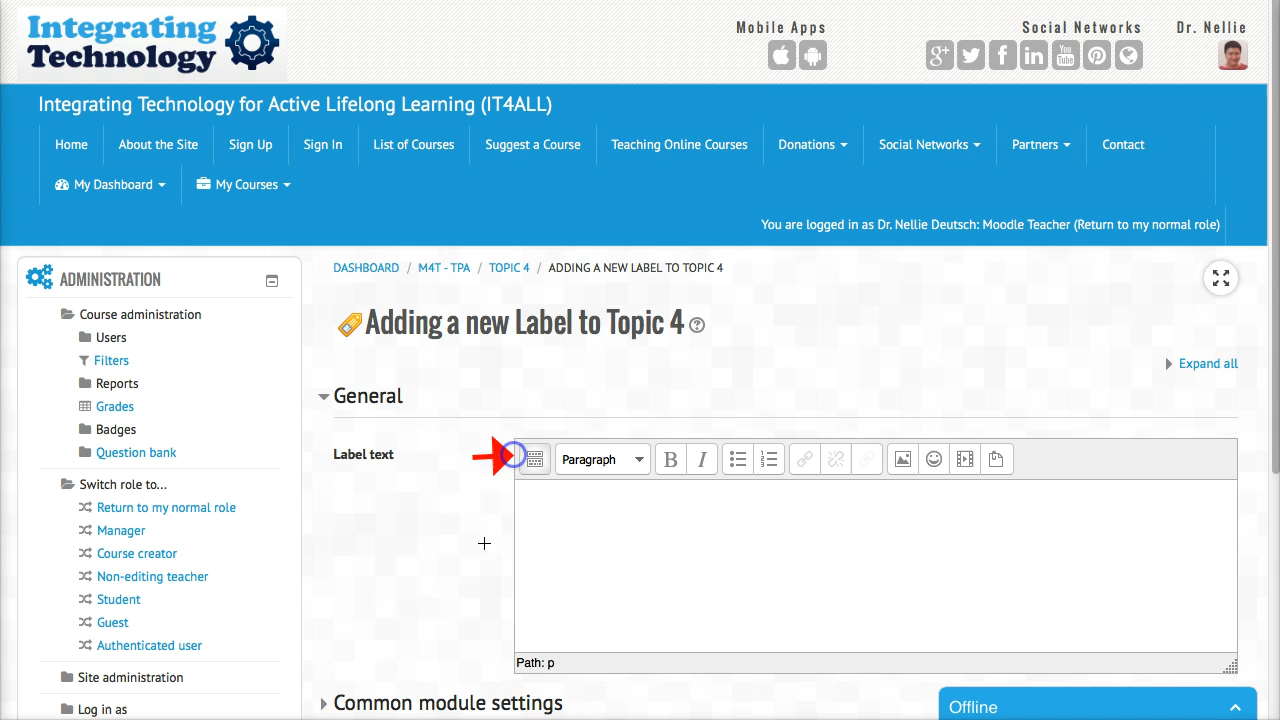 Integrating
Technology
Mobile Apps
Social Networks
Dr. Nellie
g+
f
in
You Tube
Integrating Technology for Active Lifelong Learning (IT4ALL)
Home About the Site Sign Up Sign In List of Courses Suggest a Course Teaching Online Courses Donations Social Networks Partners Contact
My Dashboard My Courses
You are logged in as Dr. Nellie Deutsch: Moodle Teacher (Return to my normal role)
ADMINISTRATION
Course administration
Users
Filters
Reports
Grades
Badges
Question bank
Switch role to...
Return to my normal role
Manager
Course creator
Non-editing teacher
Student
Guest
Authenticated user
Site administration
Log in as
DASHBOARD / M4T - TPA / TOPIC 4 / ADDING A NEW LABEL TO TOPIC 4
Adding a new Label to Topic 4 ?
Expand all
General
Label text
Paragraph B I
Path: p
Common module settings
Offline